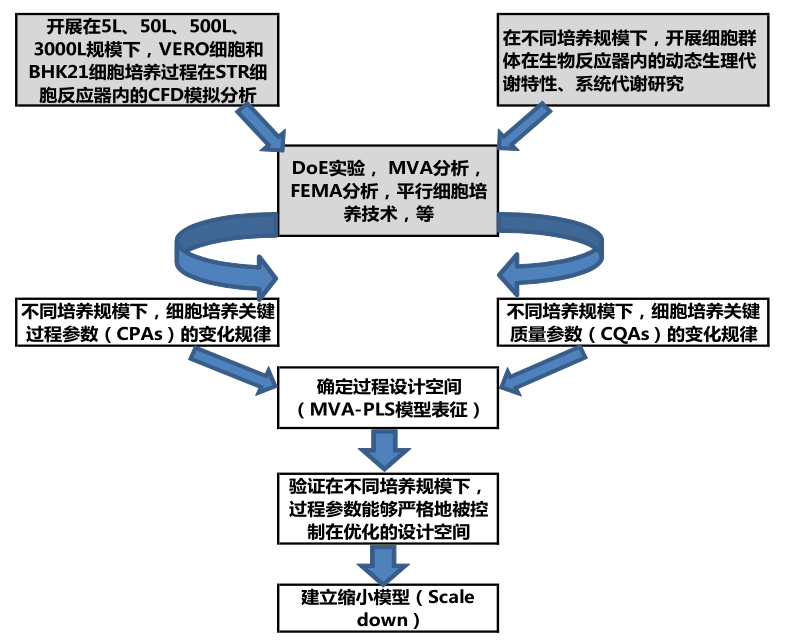 开展在5L、50L、500L、
3000L规模下，VERO细胞和
BHK21细胞培养过程在STR细
胞反应器内的CFD模拟分析
在不同培养规模下，开展细胞群
体在生物反应器内的动态生理代
谢特性、系统代谢研究
DoE实验， MVA分析，
FEMA分析，平行细胞培
养技术，等
不同培养规模下，细胞培养关键
过程参数（CPAs）的变化规律
不同培养规模下，细胞培养关键
质量参数（CQAs）的变化规律
确定过程设计空间
（MVA-PLS模型表征）
验证在不同培养规模下，
过程参数能够严格地被控
制在优化的设计空间
建立缩小模型（Scale
down）